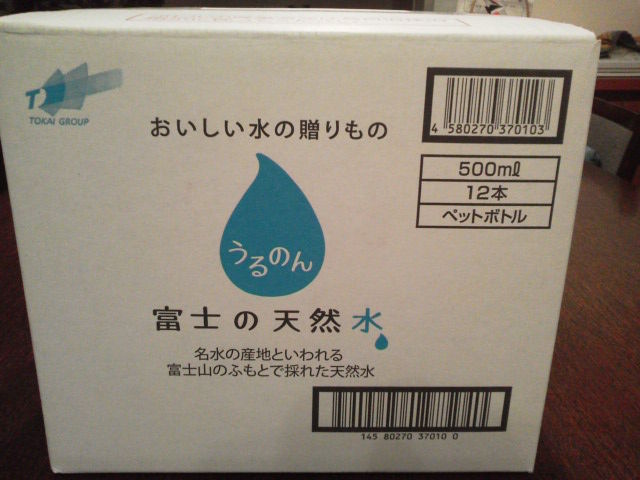 TOKAI GROUP
おいしい水の贈りもの
4 580270 370103
500mℓ
12本
ペットボトル
うるのん
富士の天然水
名水の産地といわれる
富士山のふもとで採れた天然水
145 80270 37010 0